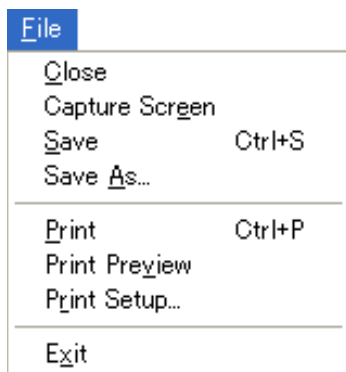 File
Close
Capture Screen
Save Ctrl+S
Save As...
Print Ctrl+P
Print Preview
Print Setup...
Exit